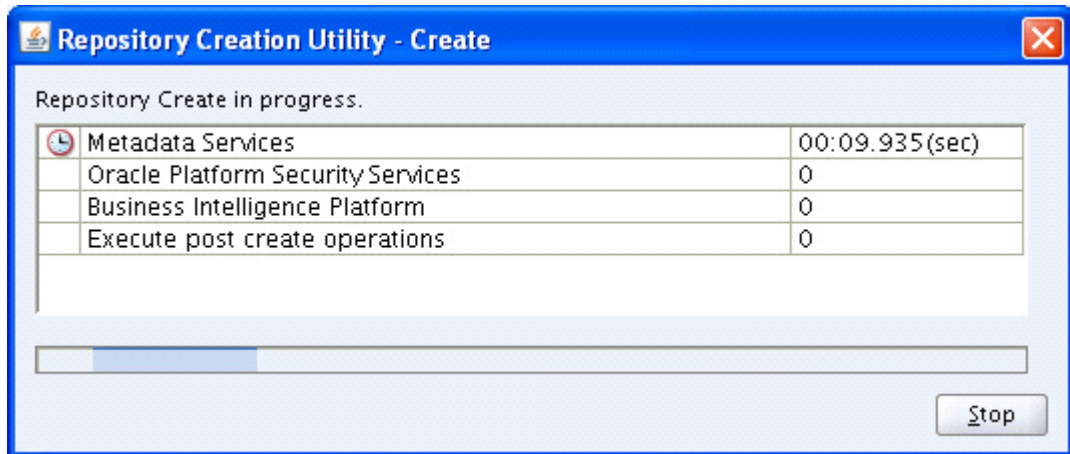 Repository Creation Utility - Create
Repository Create in progress.
Metadata Services 00:09.935(sec)
Oracle Platform Security Services 0
Business Intelligence Platform 0
Execute post create operations 0
Stop